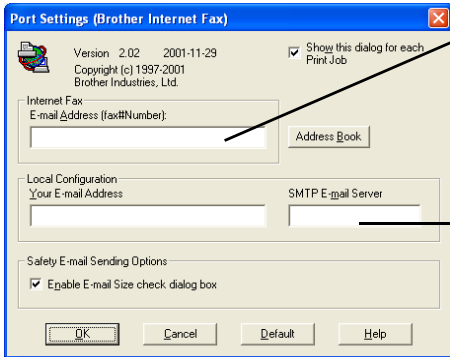 Port Settings (Brother Internet Fax)
Version 2.02 2001-11-29
Copyright (c) 1997-2001
Brother Industries, Ltd.
Show this dialog for each
Print Job
Internet Fax
E-mail Address (fax#Number):
Address Book
Local Configuration
Your E-mail Address
SMTP E-mail Server
Safety E-mail Sending Options
Enable E-mail Size check dialog box
OK
Cancel
Default
Help